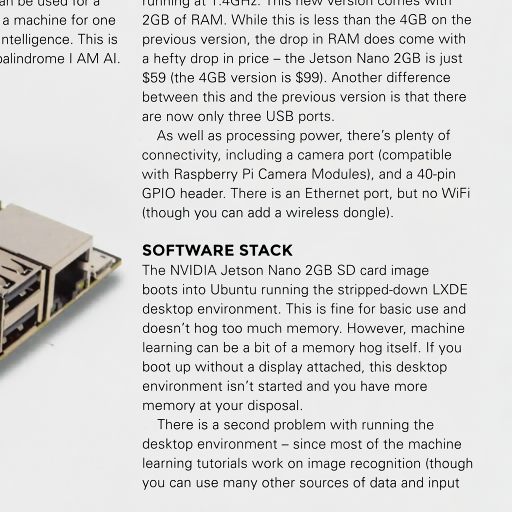 an be used for a
a machine for one
ntelligence. This is
palindrome I AM AI.
running at 1.4GHz. This new version comes with
2GB of RAM. While this is less than the 4GB on the
previous version, the drop in RAM does come with
a hefty drop in price – the Jetson Nano 2GB is just
$59 (the 4GB version is $99). Another difference
between this and the previous version is that there
are now only three USB ports.
As well as processing power, there’s plenty of
connectivity, including a camera port (compatible
with Raspberry Pi Camera Modules), and a 40-pin
GPIO header. There is an Ethernet port, but no WiFi
(though you can add a wireless dongle).
SOFTWARE STACK
The NVIDIA Jetson Nano 2GB SD card image
boots into Ubuntu running the stripped-down LXDE
desktop environment. This is fine for basic use and
doesn’t hog too much memory. However, machine
learning can be a bit of a memory hog itself. If you
boot up without a display attached, this desktop
environment isn’t started and you have more
memory at your disposal.
There is a second problem with running the
desktop environment – since most of the machine
learning tutorials work on image recognition (though
you can use many other sources of data and input